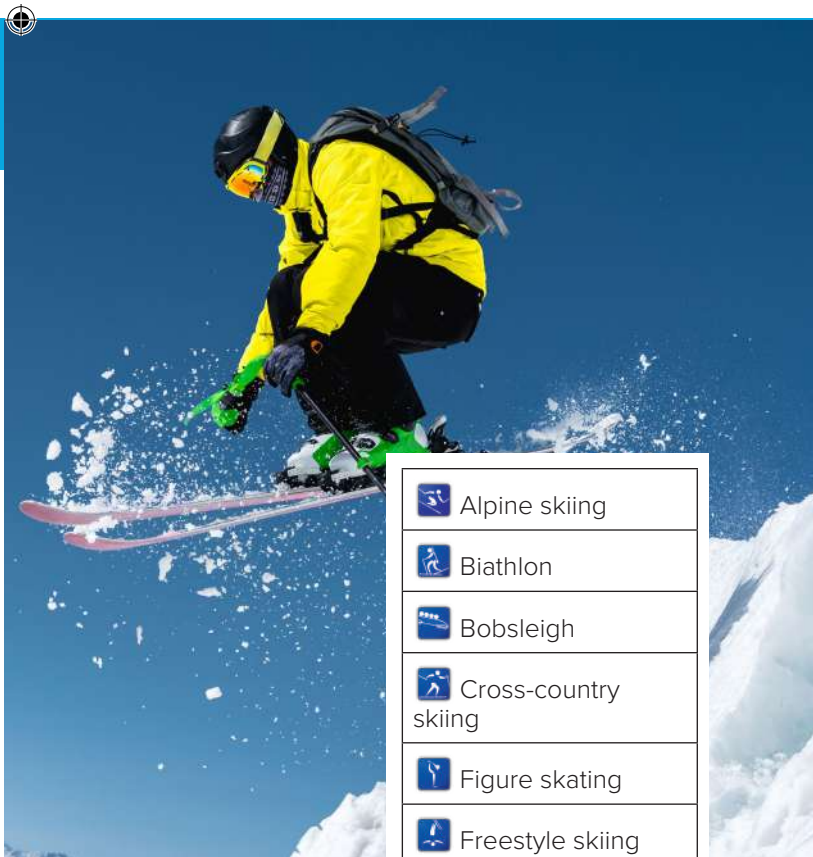 Alpine skiing
Biathlon
Bobsleigh
Cross-country
skiing
Figure skating
Freestyle skiing